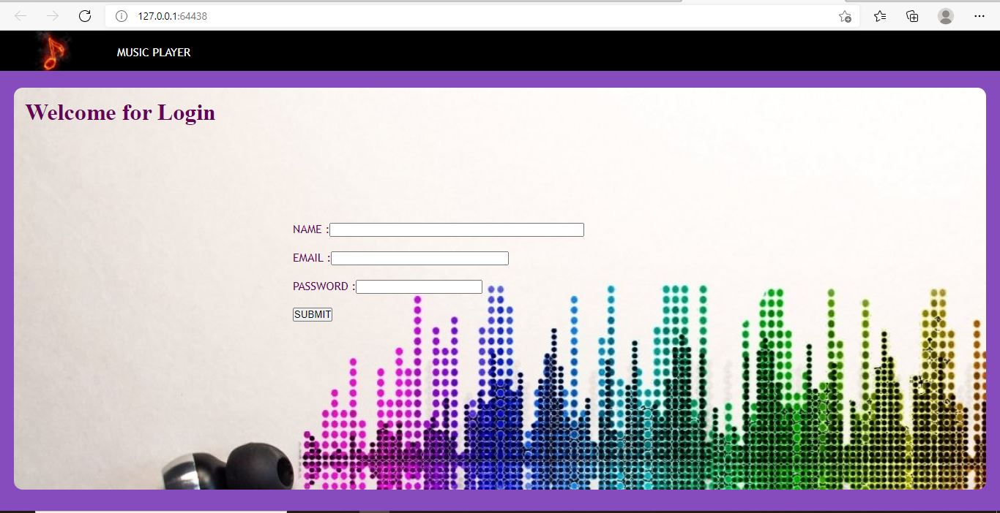 127.0.0.1:64438
MUSIC PLAYER
Welcome for Login
NAME :
EMAIL :
PASSWORD :
SUBMIT